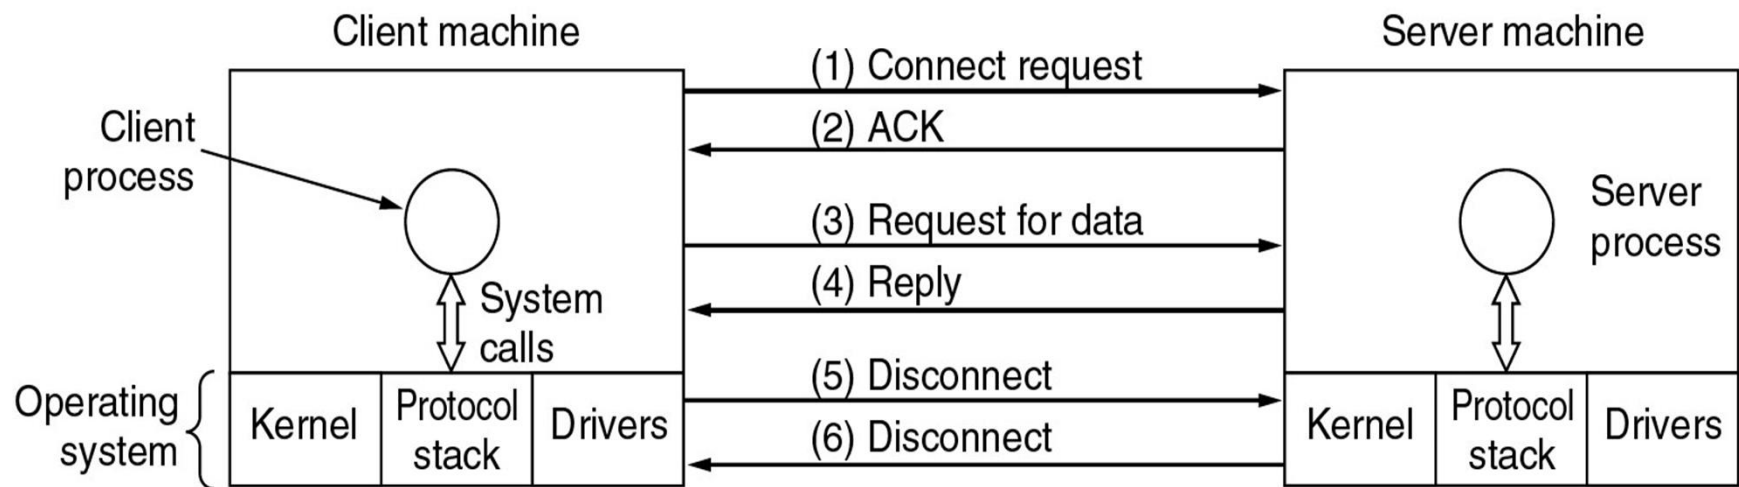 Client machine
Server machine
(1) Connect request
Client
process
(2) ACK
(3) Request for data
Server
process
(4) Reply
System
calls
(5) Disconnect
Operating
system
Kernel
Protocol
stack
Drivers
(6) Disconnect
Kernel
Protocol
stack
Drivers